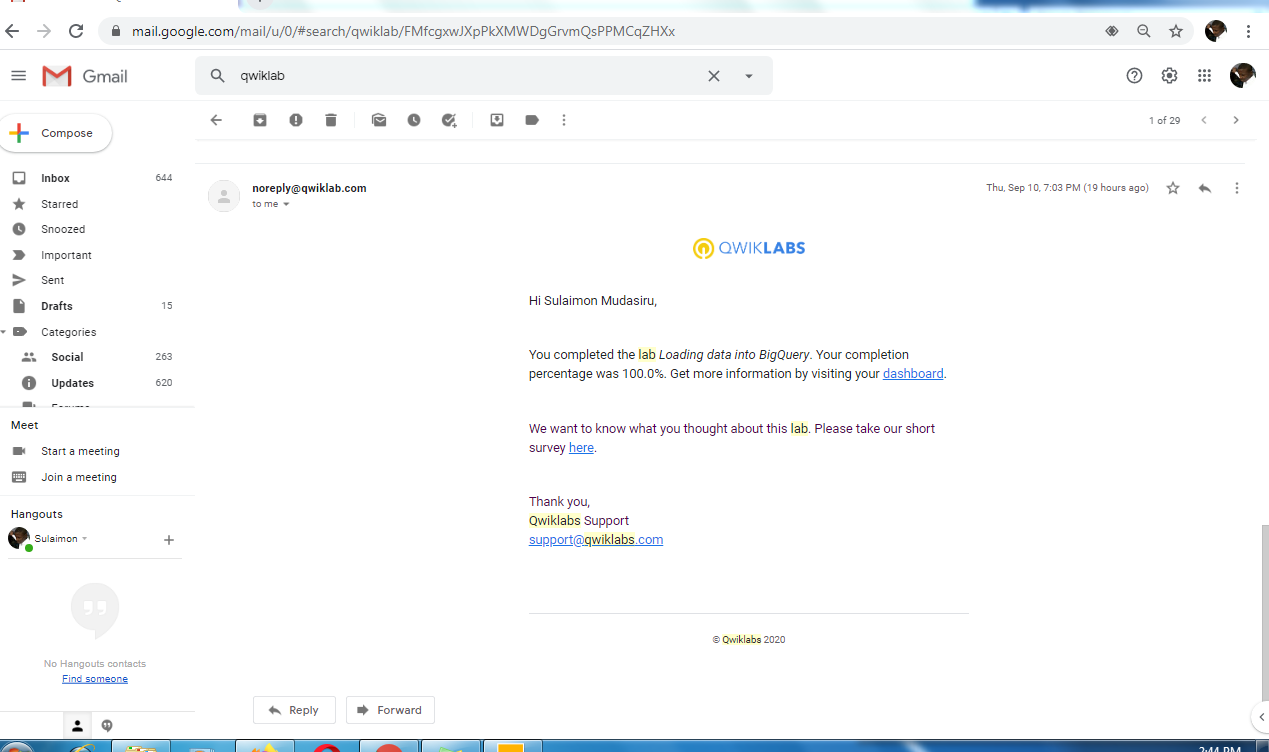 mail.google.com/mail/u/0/#search/qwiklab/FMfcgxwJXpPkXMWDgGrvmQsPPMCqZHXx
Gmail
qwiklab
Compose
1 of 29
Inbox 644
Starred
Snoozed
Important
Sent
Drafts 15
Categories
Social 263
Updates 620
Forums
Meet
Start a meeting
Join a meeting
Hangouts
Sulaimon
No Hangouts contacts
Find someone
noreply@qwiklab.com
to me
Thu, Sep 10, 7:03 PM (19 hours ago)
QWIKLABS
Hi Sulaimon Mudasiru,
You completed the lab Loading data into BigQuery. Your completion
percentage was 100.0%. Get more information by visiting your dashboard.
We want to know what you thought about this lab. Please take our short
survey here.
Thank you,
Qwiklabs Support
support@qwiklabs.com
© Qwiklabs 2020
Reply
Forward
2:44 PM